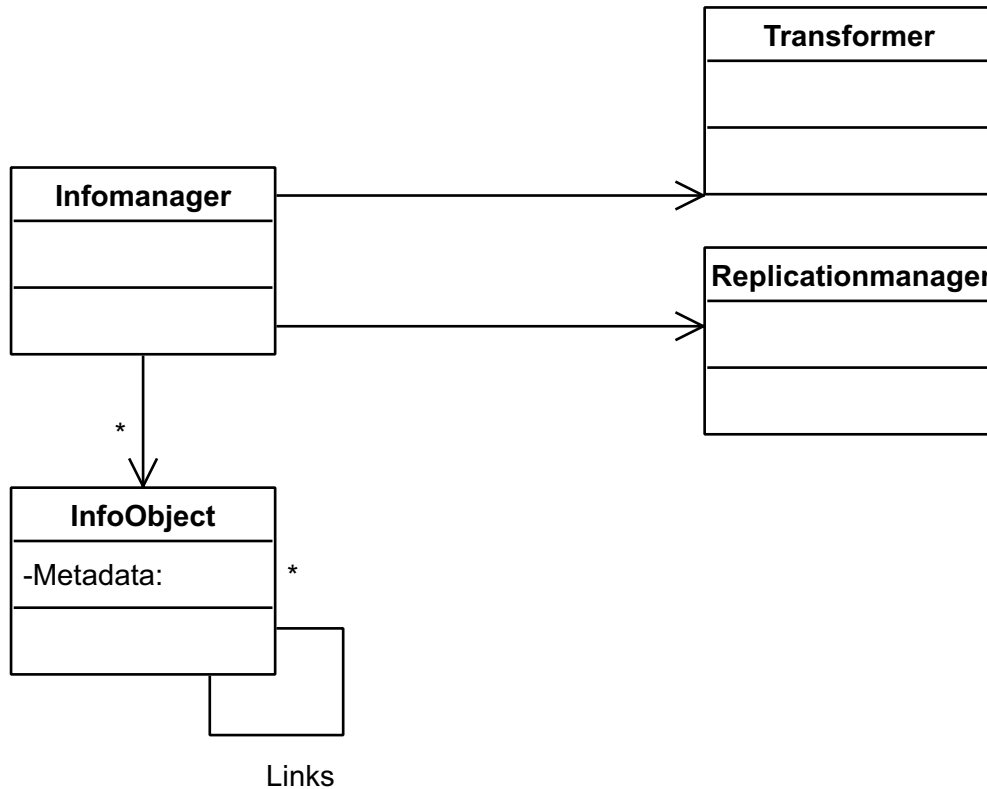 Transformer
Infomanager
Replicationmanager
*
InfoObject
-Metadata:
*
Links